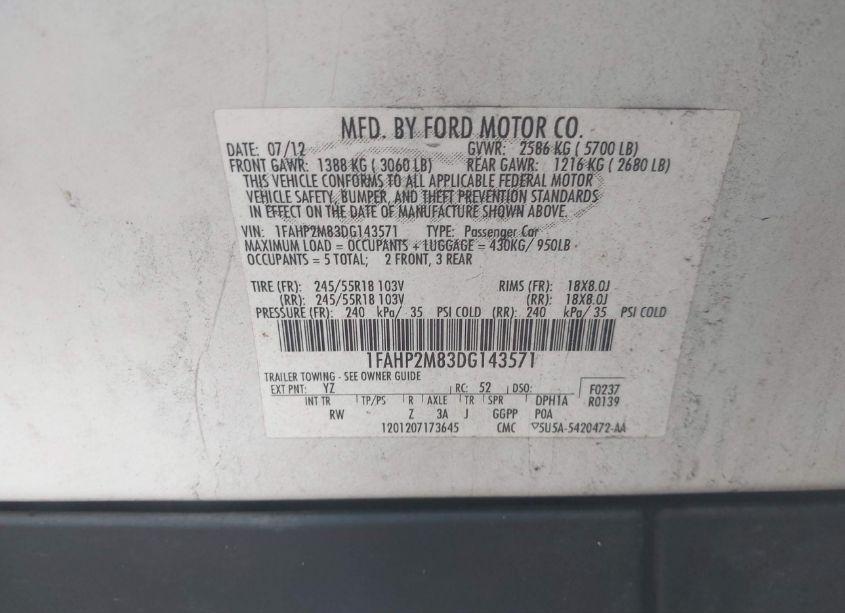 MFD. BY FORD MOTOR CO.
DATE: 07/12 GVWR: 2586 KG ( 5700 LB)
FRONT GAWR: 1388 KG ( 3060 LB) REAR GAWR: 1216 KG ( 2680 LB)
THIS VEHICLE CONFORMS TO ALL APPLICABLE FEDERAL MOTOR
VEHICLE SAFETY, BUMPER, AND THEFT PREVENTION STANDARDS
IN EFFECT ON THE DATE OF MANUFACTURE SHOWN ABOVE.
VIN: 1FAHP2M83DG143571 TYPE: Passenger Car
MAXIMUM LOAD = OCCUPANTS + LUGGAGE = 430KG/ 950LB
OCCUPANTS = 5 TOTAL; 2 FRONT, 3 REAR
TIRE (FR): 245/55R18 103V RIMS (FR): 18X8.0J
(RR): 245/55R18 103V (RR): 18X8.0J
PRESSURE (FR): 240 kPa/ 35 PSI COLD (RR): 240 kPa/ 35 PSI COLD
1FAHP2M83DG143571
TRAILER TOWING - SEE OWNER GUIDE
EXT PNT: YZ RC: 52 DSO: F0237
INT TR TP/PS R AXLE TR SPR DPH1A R0139
RW Z 3A J GGPP P0A
1201207173645 CMC ▽5U5A-5420472-AA